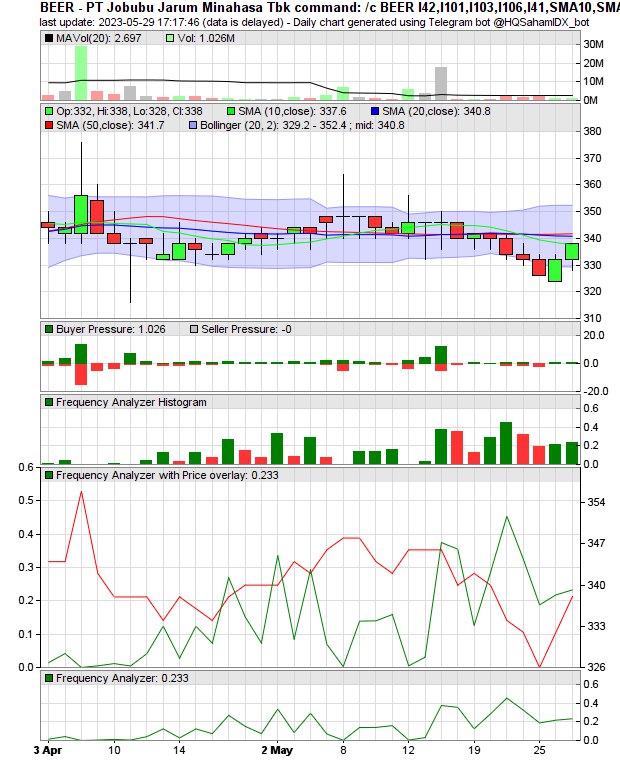 BEER - PT Jobubu Jarum Minahasa Tbk command: /c BEER I42,I101,I103,I106,I41,SMA10,SMA
last update: 2023-05-29 17:17:46 (data is delayed) - Daily chart generated using Telegram bot @HQSahamIDX_bot
MAVol(20): 2.697 Vol: 1.026M
30M
20M
10M
0M
Op:332, Hi:338, Lo:328, Cl:338 SMA (10,close): 337.6 SMA (20,close): 340.8
SMA (50,close): 341.7 Bollinger (20, 2): 329.2 - 352.4 ; mid: 340.8
380
370
360
350
340
330
320
310
Buyer Pressure: 1.026 Seller Pressure: -0
20.0
0.0
-20.0
Frequency Analyzer Histogram
0.6
0.4
0.2
0.0
Frequency Analyzer with Price overlay: 0.233
0.6
0.5
0.4
0.3
0.2
0.1
0.0
354
347
340
333
326
Frequency Analyzer: 0.233
0.6
0.4
0.2
0.0
3 Apr 10 14 2 May 8 12 19 25